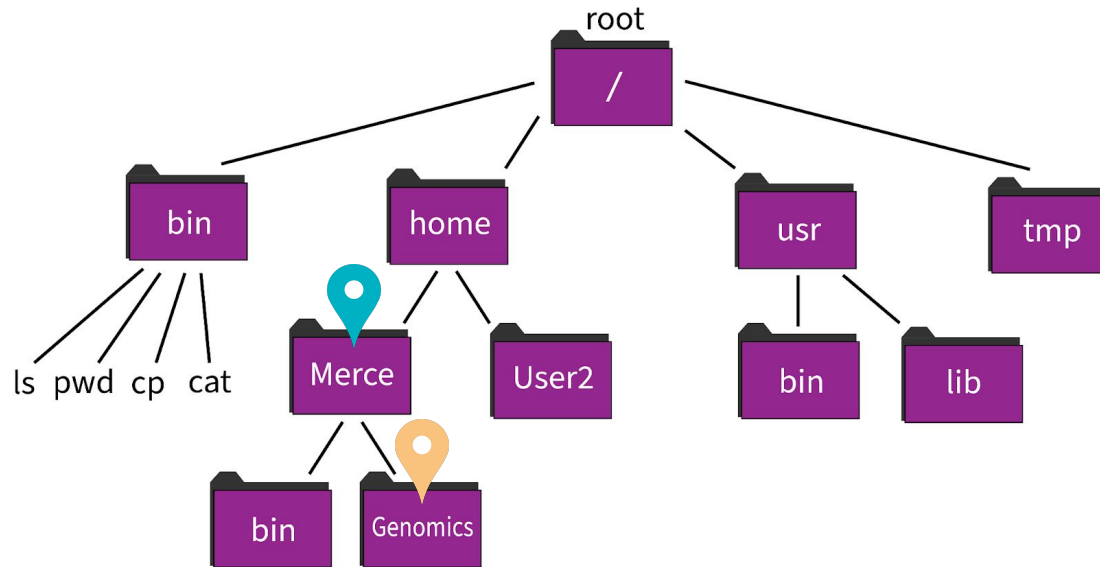 root
/
bin
home
usr
tmp
ls pwd cp cat
Merce
User2
bin
lib
bin
Genomics